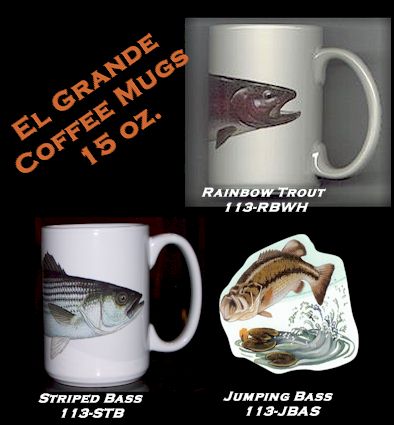 El Grande
Coffee Mugs
15 oz.
Rainbow Trout
113-RBWH
Striped Bass
113-STB
Jumping Bass
113-JBAS